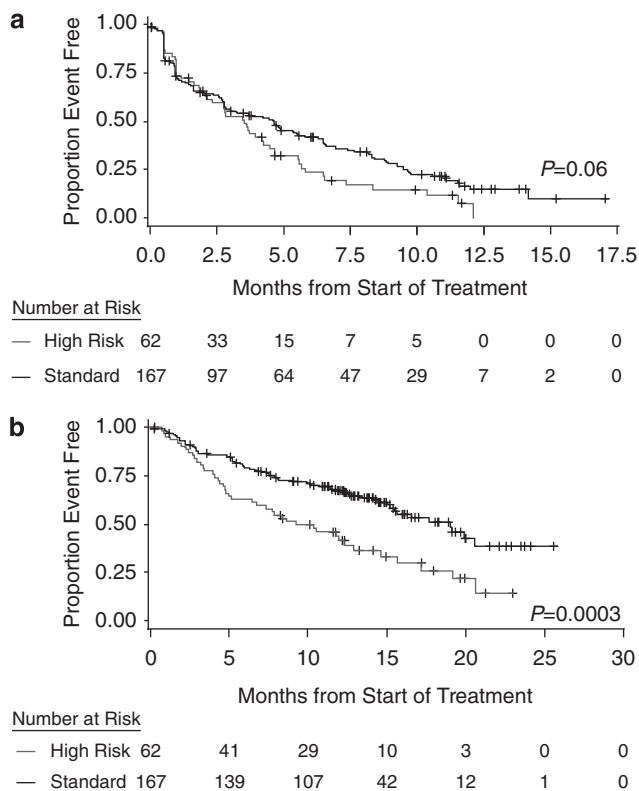 a
1.00
0.75
0.50
0.25
0.00
Proportion Event Free
P=0.06
0.0 2.5 5.0 7.5 10.0 12.5 15.0 17.5
Months from Start of Treatment
Number at Risk
High Risk 62 33 15 7 5 0 0 0
Standard 167 97 64 47 29 7 2 0
b
1.00
0.75
0.50
0.25
0.00
Proportion Event Free
P=0.0003
0 5 10 15 20 25 30
Months from Start of Treatment
Number at Risk
High Risk 62 41 29 10 3 0 0
Standard 167 139 107 42 12 1 0